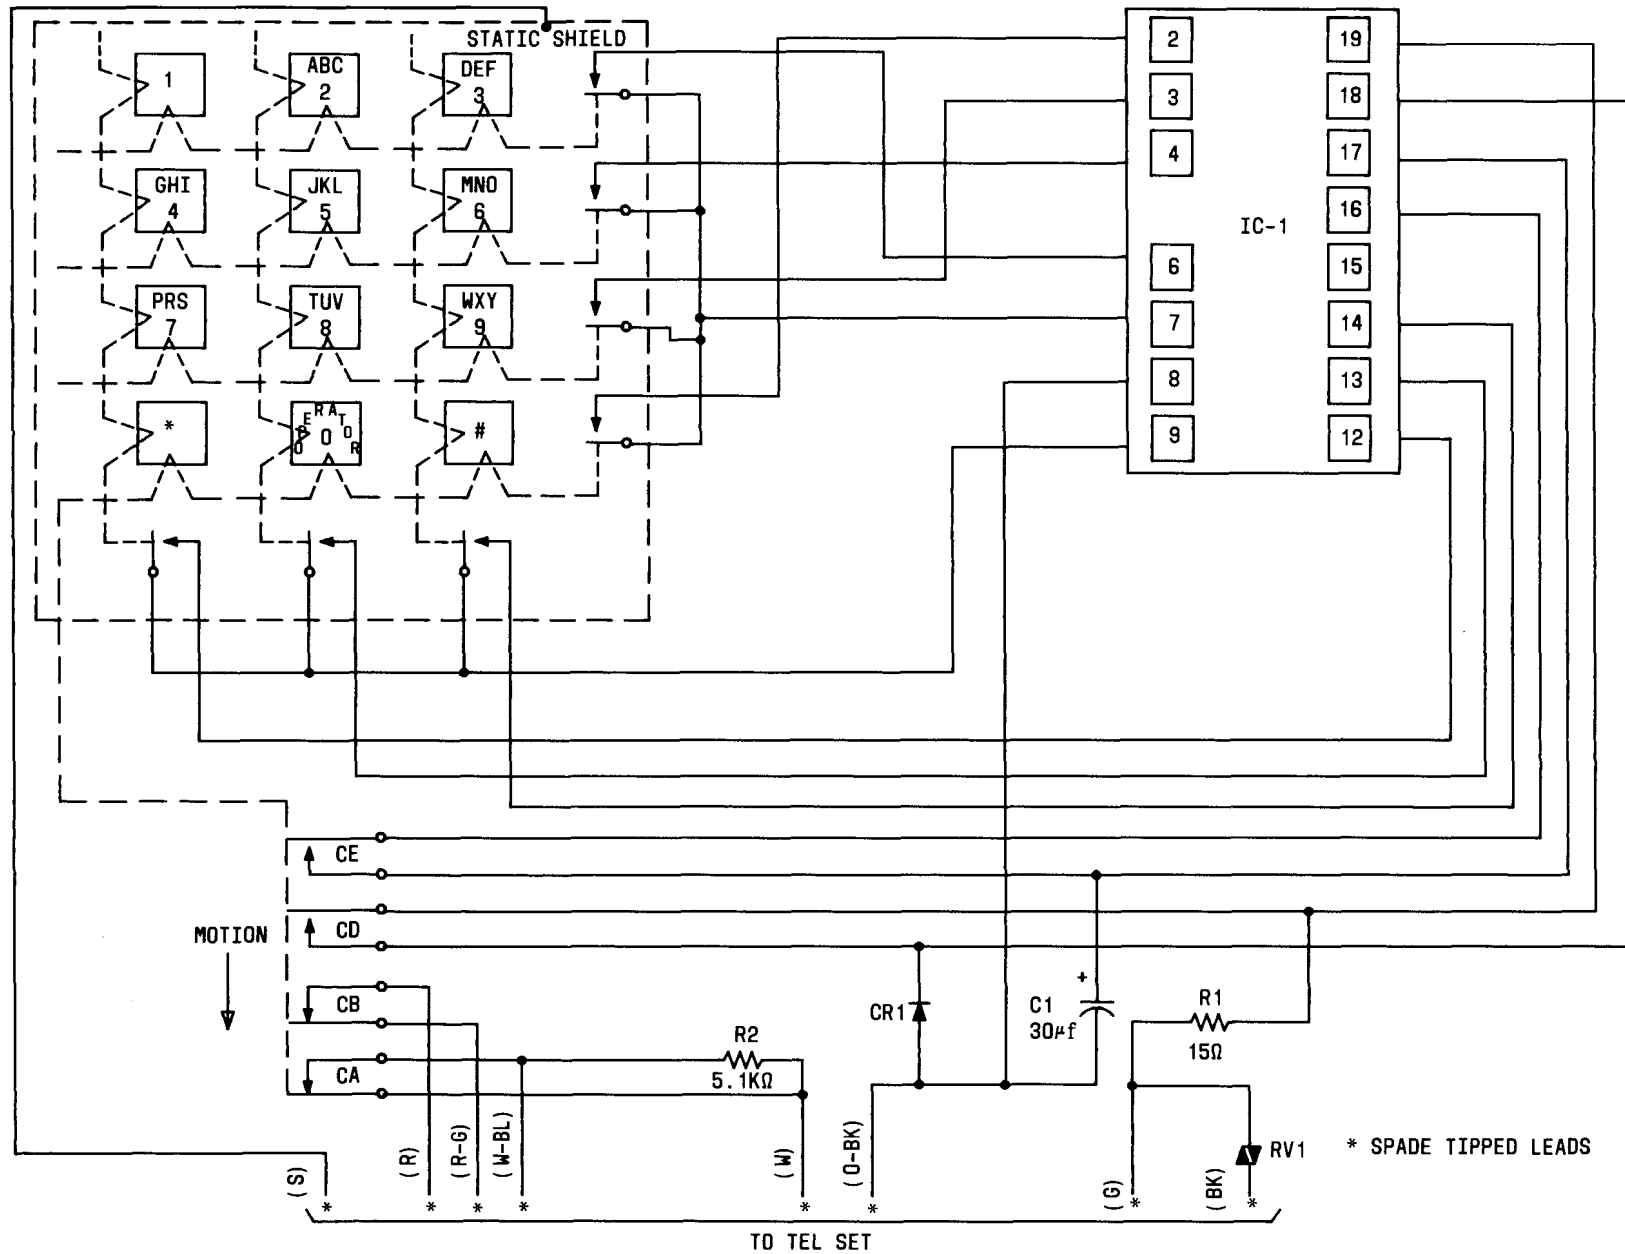 STATIC SHIELD
1
ABC
2
DEF
3
GHI
4
JKL
5
MNO
6
PRS
7
TUV
8
WXY
9
*
OPERATOR
0
#
IC-1
2
3
4
6
7
8
9
19
18
17
16
15
14
13
12
MOTION
CE
CD
CB
CA
R2
5.1KΩ
CR1
+
C1
30μf
R1
15Ω
RV1
(S)
(R)
(R-G)
(W-BL)
(W)
(O-BK)
(G)
(BK)
* * * * * * * *
* SPADE TIPPED LEADS
TO TEL SET